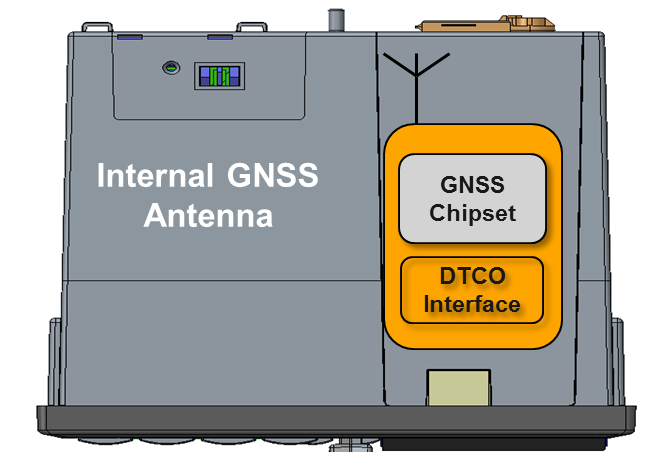 Internal GNSS
Antenna
GNSS
Chipset
DTCO
Interface